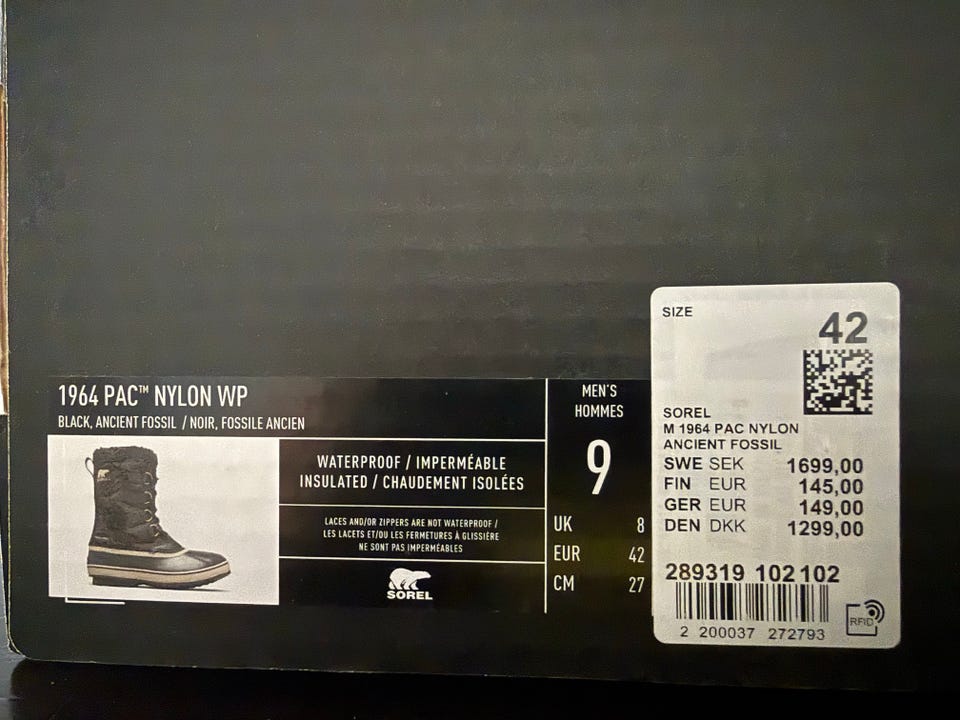 1964 PAC™ NYLON WP
BLACK, ANCIENT FOSSIL / NOIR, FOSSILE ANCIEN
WATERPROOF / IMPERMÉABLE
INSULATED / CHAUDEMENT ISOLÉES
LACES AND/OR ZIPPERS ARE NOT WATERPROOF /
LES LACETS ET/OU LES FERMETURES À GLISSIÈRE
NE SONT PAS IMPERMÉABLES
SOREL
MEN'S
HOMMES
9
UK 8
EUR 42
CM 27
SIZE
42
SOREL
M 1964 PAC NYLON
ANCIENT FOSSIL
SWE SEK 1699,00
FIN EUR 145,00
GER EUR 149,00
DEN DKK 1299,00
289319 102102
2 200037 272793
RFID